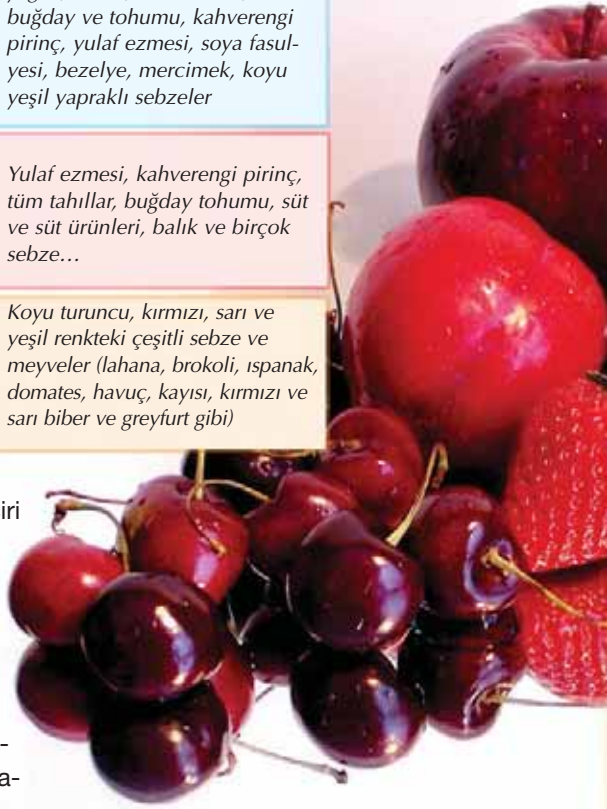 buğday ve tohumu, kahverengi
pirinç, yulaf ezmesi, soya fasul-
yesi, bezelye, mercimek, koyu
yeşil yapraklı sebzeler
Yulaf ezmesi, kahverengi pirinç,
tüm tahıllar, buğday tohumu, süt
ve süt ürünleri, balık ve birçok
sebze…
Koyu turuncu, kırmızı, sarı ve
yeşil renkteki çeşitli sebze ve
meyveler (lahana, brokoli, ıspanak,
domates, havuç, kayısı, kırmızı ve
sarı biber ve greyfurt gibi)
iri
-
a-